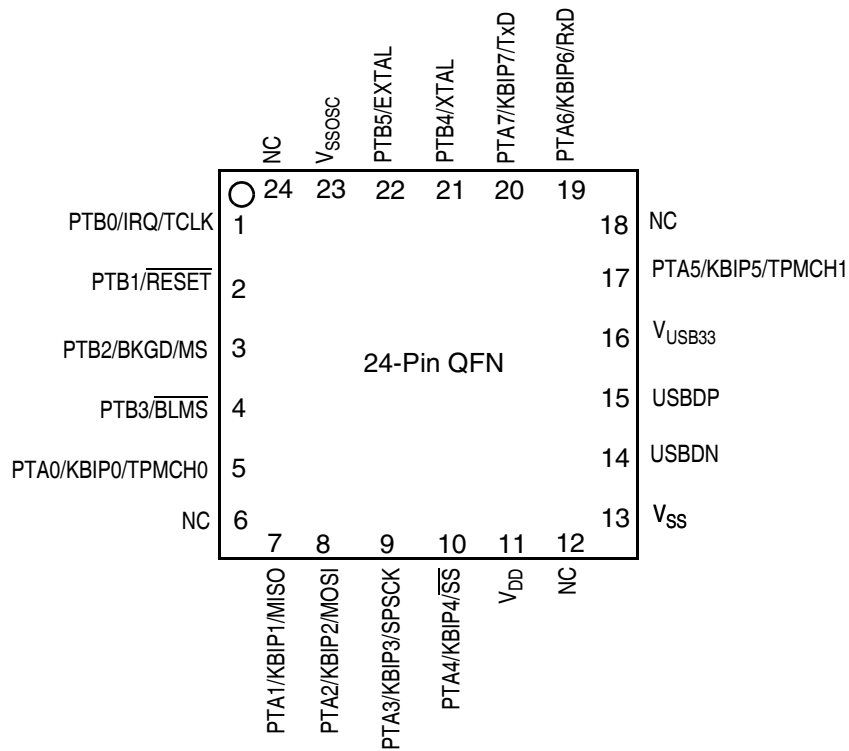 NC
VSSOSC
PTB5/EXTAL
PTB4/XTAL
PTA7/KBIP7/TxD
PTA6/KBIP6/RxD
24
23
22
21
20
19
PTB0/IRQ/TCLK
1
18
NC
PTB1/RESET
2
17
PTA5/KBIP5/TPMCH1
PTB2/BKGD/MS
3
24-Pin QFN
16
VUSB33
PTB3/BLMS
4
15
USBDP
PTA0/KBIP0/TPMCH0
5
14
USBDN
NC
6
13
VSS
7
8
9
10
11
12
PTA1/KBIP1/MISO
PTA2/KBIP2/MOSI
PTA3/KBIP3/SPSCK
PTA4/KBIP4/SS
VDD
NC